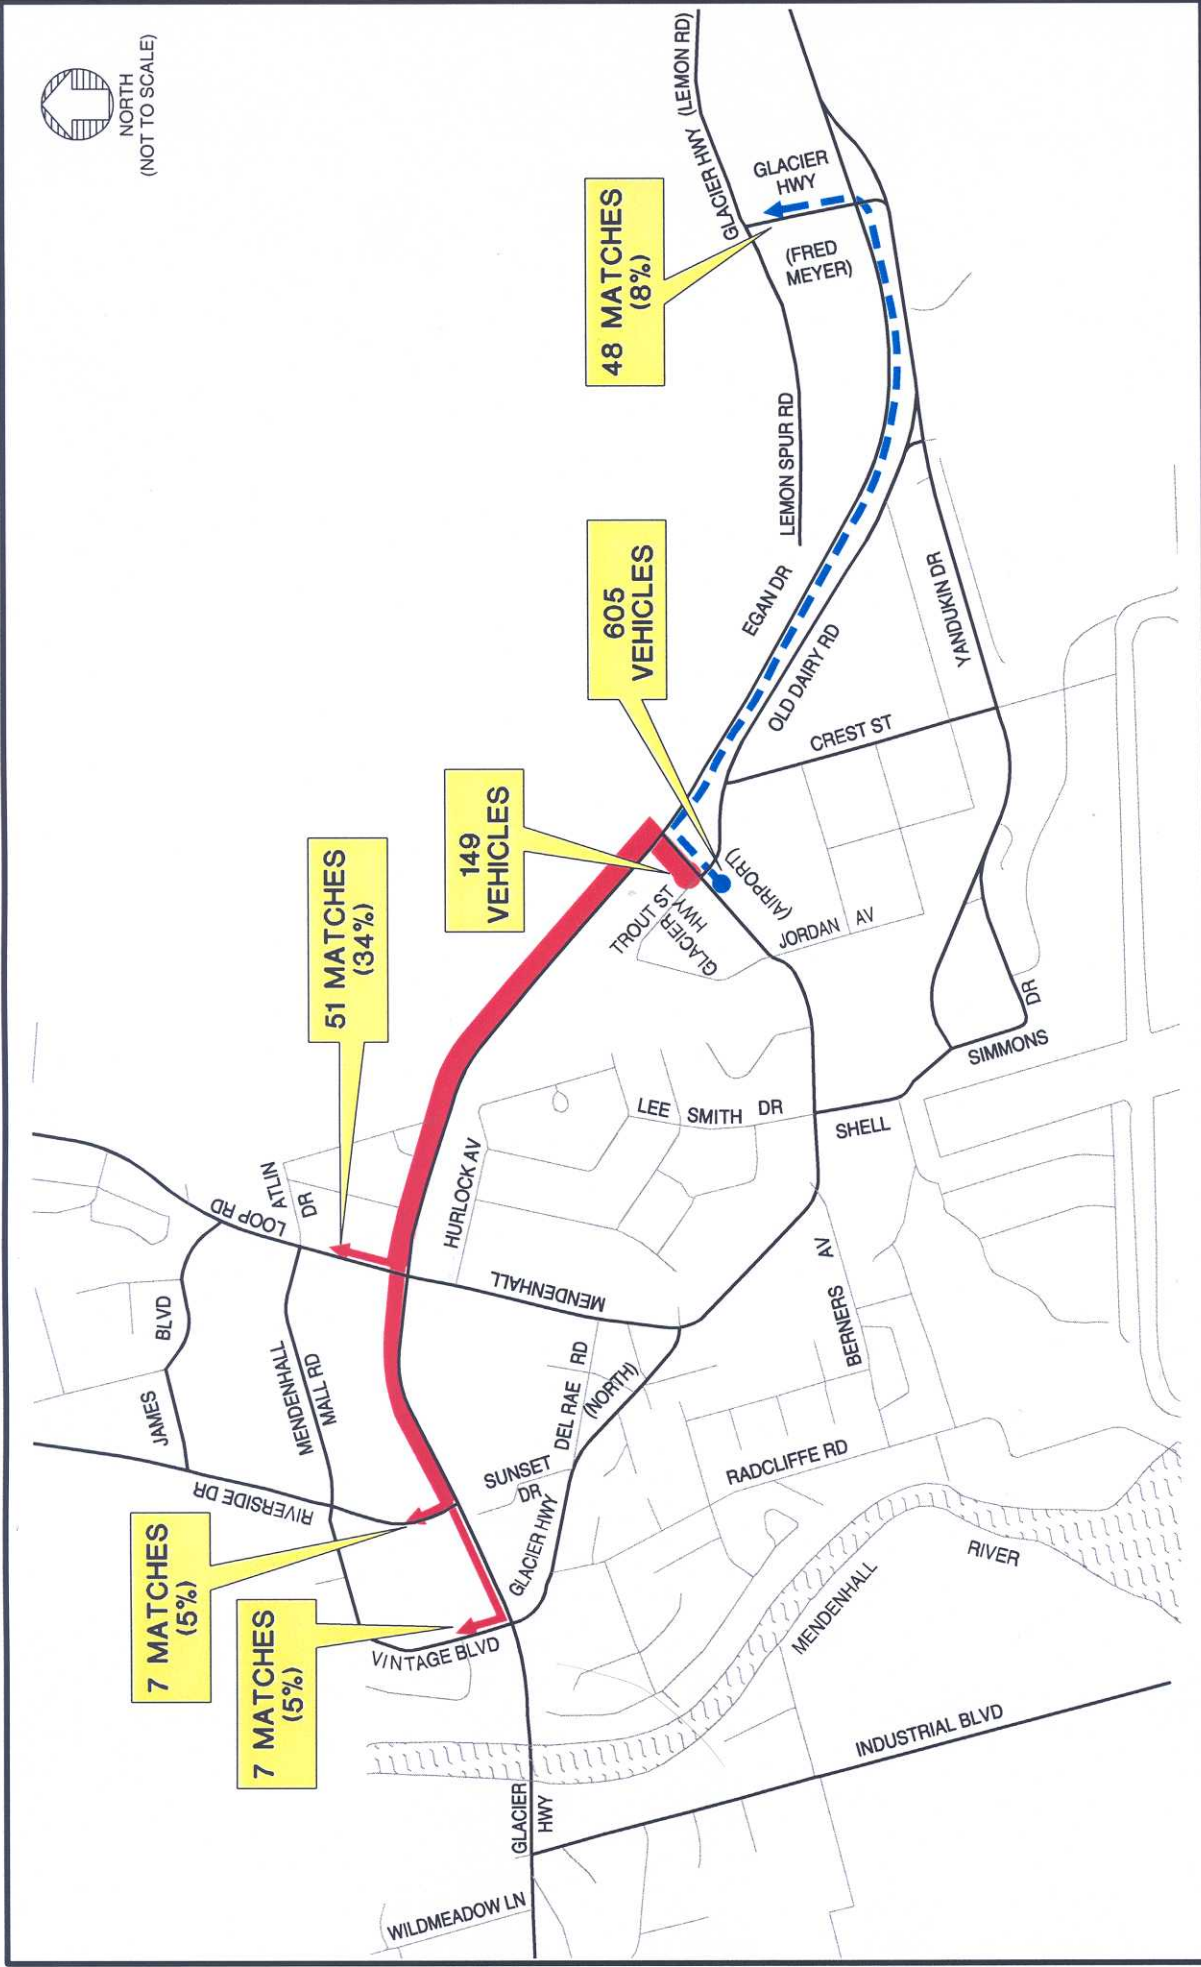 NORTH
(NOT TO SCALE)
7 MATCHES
(5%)
7 MATCHES
(5%)
51 MATCHES
(34%)
149
VEHICLES
605
VEHICLES
48 MATCHES
(8%)
WILDMEADOW LN
GLACIER
HWY
INDUSTRIAL BLVD
VINTAGE BLVD
RIVERSIDE DR
JAMES
BLVD
MENDENHALL
MALL RD
LOOP RD
ATLIN
DR
HURLOCK AV
MENDENHALL
SUNSET
DR
DEL RAE RD
(NORTH)
GLACIER HWY
RADCLIFFE RD
MENDENHALL
RIVER
BERNERS AV
LEE SMITH DR
SHELL
SIMMONS
DR
TROUT ST
GLACIER
HWY
(AIRPORT)
JORDAN AV
CREST ST
OLD DAIRY RD
EGAN DR
YANDUKIN DR
LEMON SPUR RD
GLACIER HWY (LEMON RD)
GLACIER
HWY
(FRED
MEYER)